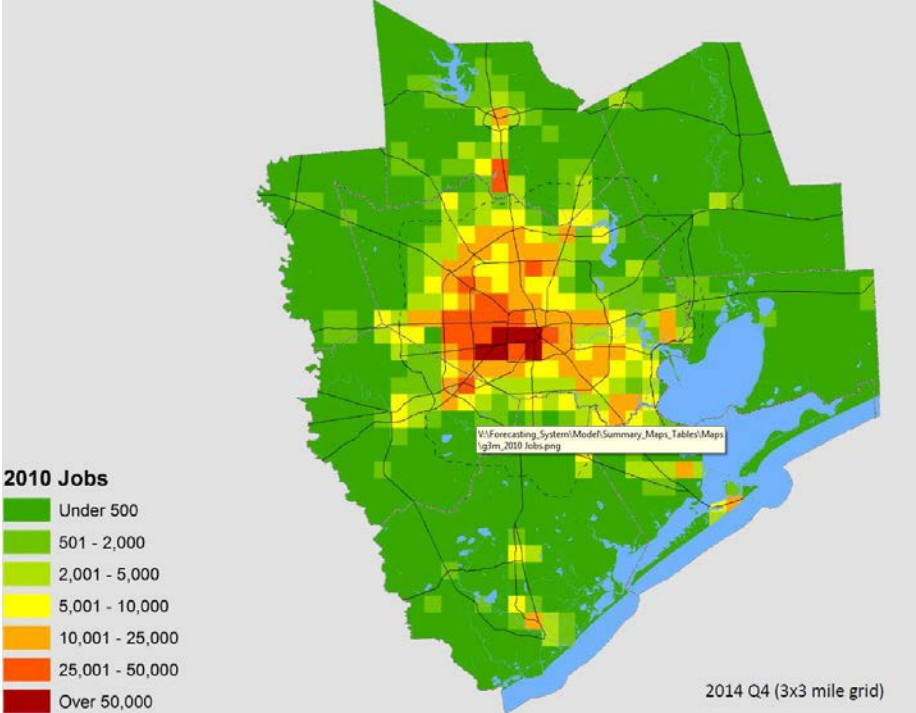 V:\Forecasting_System\Model\Summary_Maps_Tables\Maps
\g3m_2010 Jobs.png
2010 Jobs
Under 500
501 - 2,000
2,001 - 5,000
5,001 - 10,000
10,001 - 25,000
25,001 - 50,000
Over 50,000
2014 Q4 (3x3 mile grid)